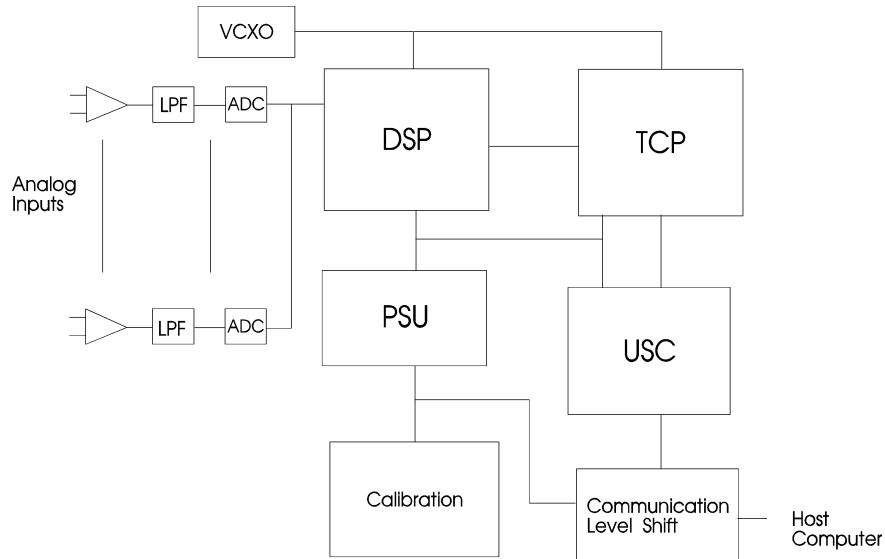 VCXO
LPF
ADC
DSP
TCP
Analog
Inputs
LPF
ADC
PSU
USC
Calibration
Communication
Level Shift
Host
Computer